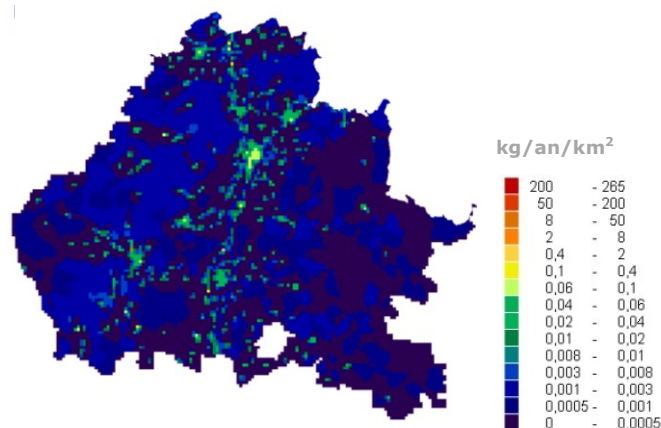 kg/an/km²
200 - 265
50 - 200
8 - 50
2 - 8
0,4 - 2
0,1 - 0,4
0,06 - 0,1
0,04 - 0,06
0,02 - 0,04
0,01 - 0,02
0,008 - 0,01
0,003 - 0,008
0,001 - 0,003
0,0005 - 0,001
0 - 0,0005